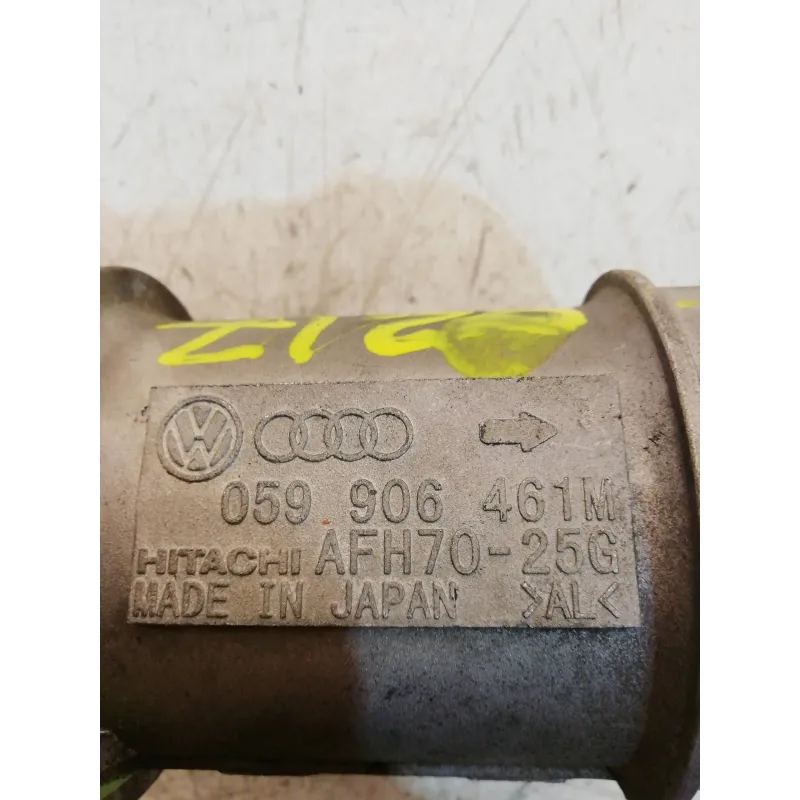 059 906 461M
HITACHI AFH70-25G
MADE IN JAPAN >AL<